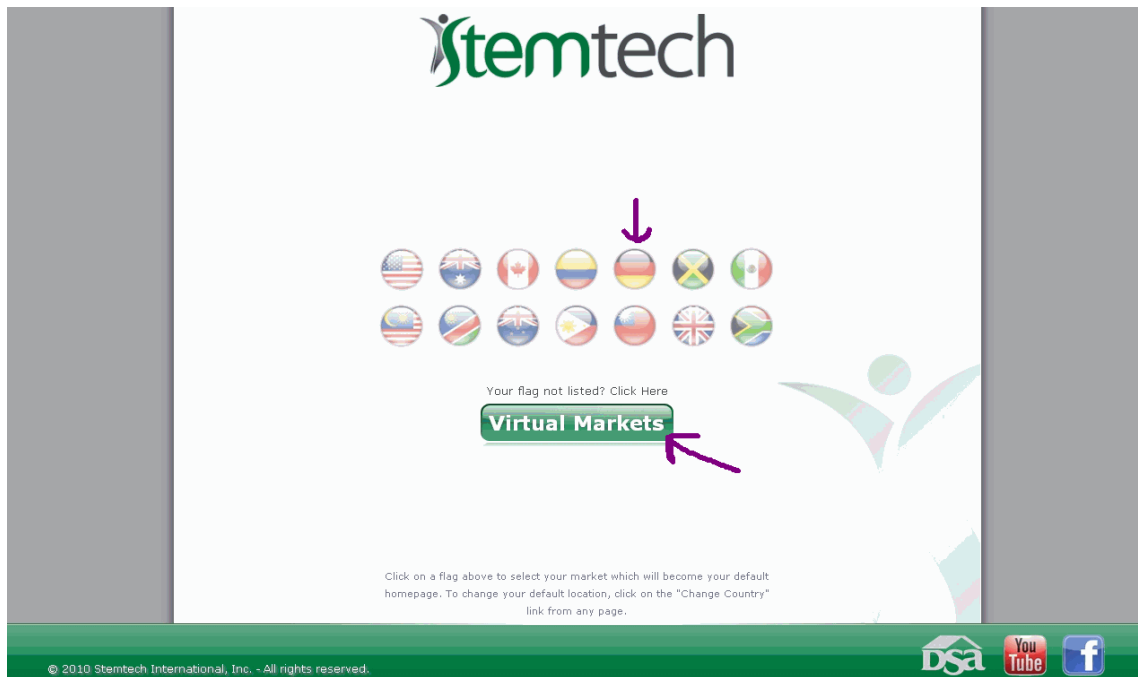 Stemtech
Your flag not listed? Click Here
Virtual Markets
Click on a flag above to select your market which will become your default
homepage. To change your default location, click on the "Change Country"
link from any page.
© 2010 Stemtech International, Inc. - All rights reserved.
DSa
You
Tube
f